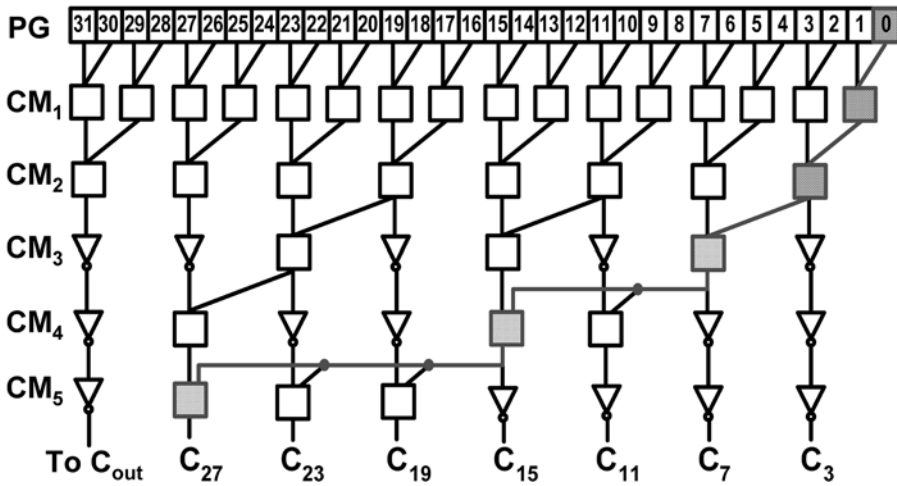 PG 31 30 29 28 27 26 25 24 23 22 21 20 19 18 17 16 15 14 13 12 11 10 9 8 7 6 5 4 3 2 1 0
CM₁
CM₂
CM₃
CM₄
CM₅
To Cout C₂₇ C₂₃ C₁₉ C₁₅ C₁₁ C₇ C₃